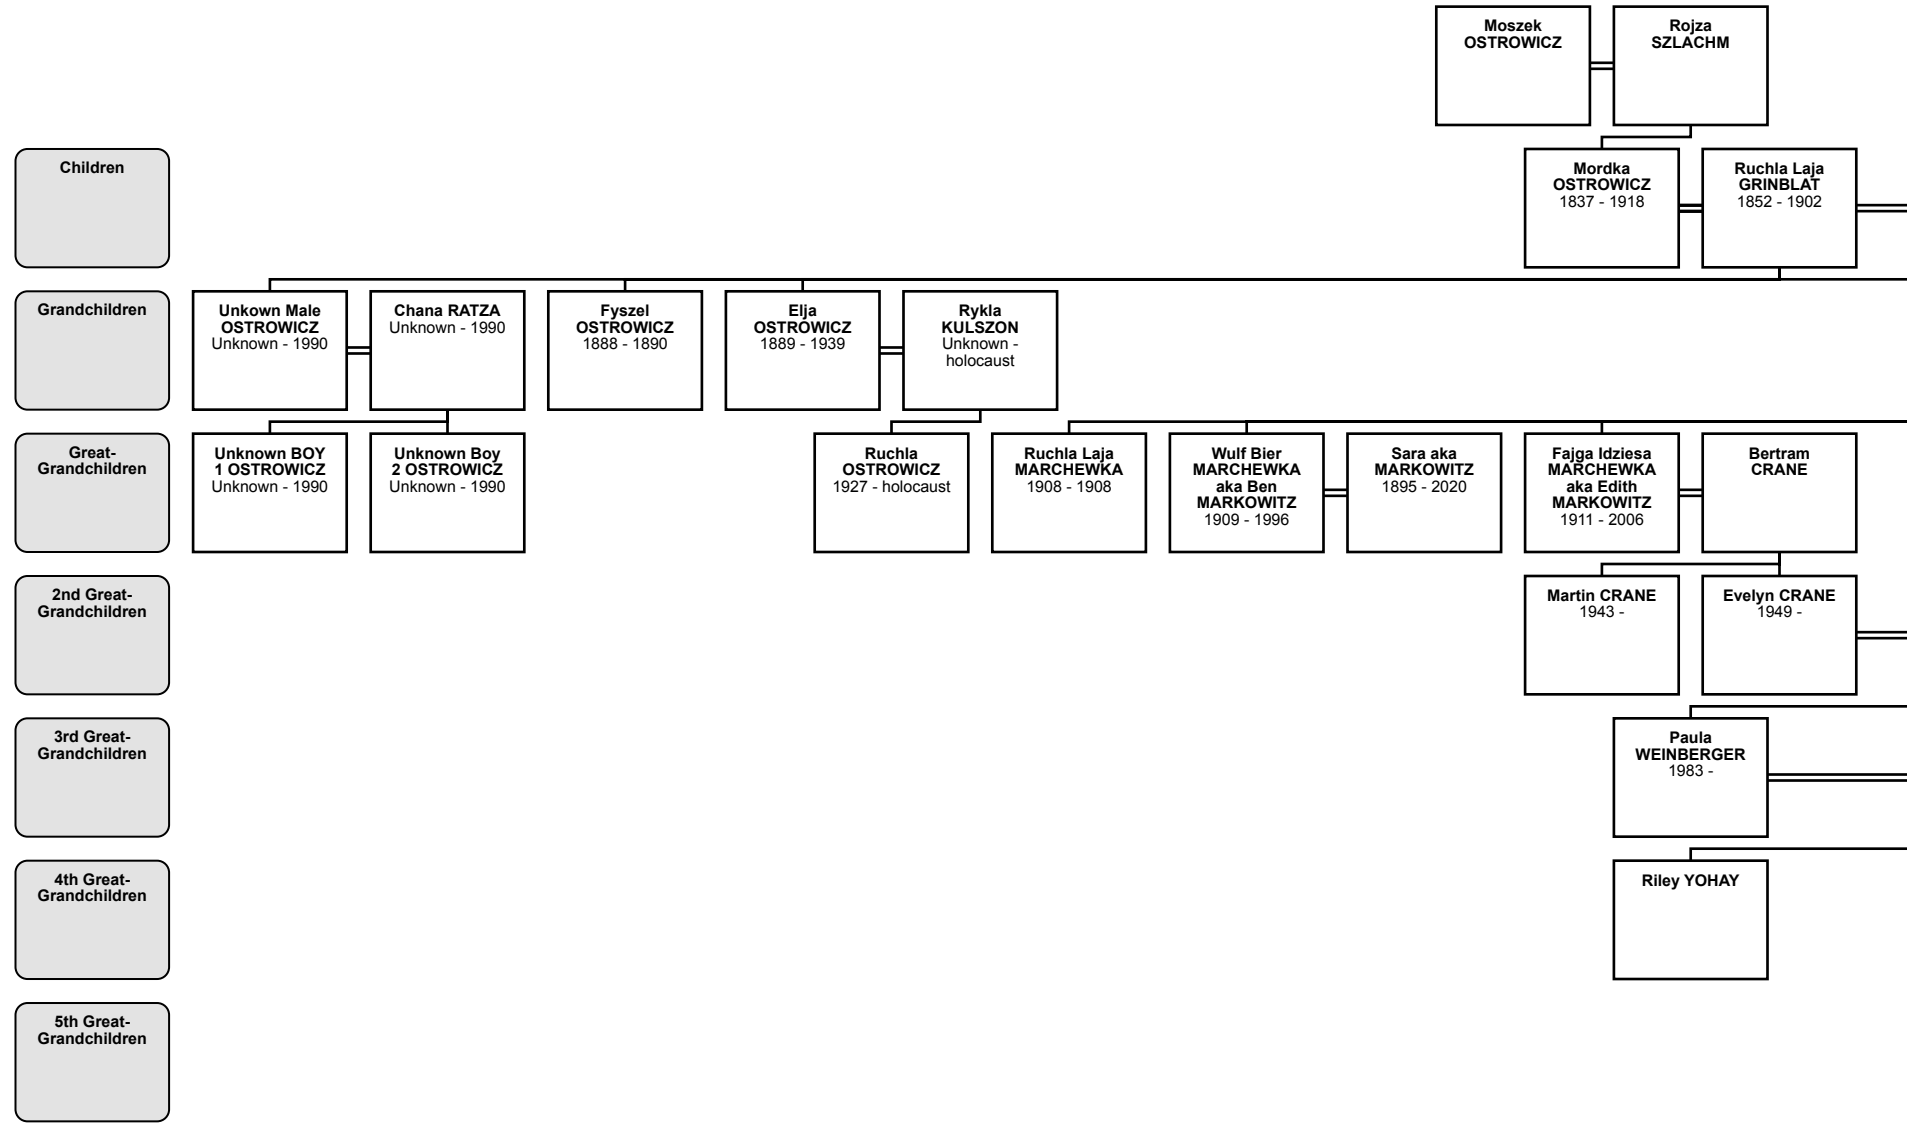 Moszek
OSTROWICZ
Rojza
SZLACHM
Children
Mordka
OSTROWICZ
1837 - 1918
Ruchla Laja
GRINBLAT
1852 - 1902
Grandchildren
Unkown Male
OSTROWICZ
Unknown - 1990
Chana RATZA
Unknown - 1990
Fyszel
OSTROWICZ
1888 - 1890
Elja
OSTROWICZ
1889 - 1939
Rykla
KULSZON
Unknown -
holocaust
Great-
Grandchildren
Unknown BOY
1 OSTROWICZ
Unknown - 1990
Unknown Boy
2 OSTROWICZ
Unknown - 1990
Ruchla
OSTROWICZ
1927 - holocaust
Ruchla Laja
MARCHEWKA
1908 - 1908
Wulf Bier
MARCHEWKA
aka Ben
MARKOWITZ
1909 - 1996
Sara aka
MARKOWITZ
1895 - 2020
Fajga Idziesa
MARCHEWKA
aka Edith
MARKOWITZ
1911 - 2006
Bertram
CRANE
2nd Great-
Grandchildren
Martin CRANE
1943 -
Evelyn CRANE
1949 -
3rd Great-
Grandchildren
Paula
WEINBERGER
1983 -
4th Great-
Grandchildren
Riley YOHAY
5th Great-
Grandchildren